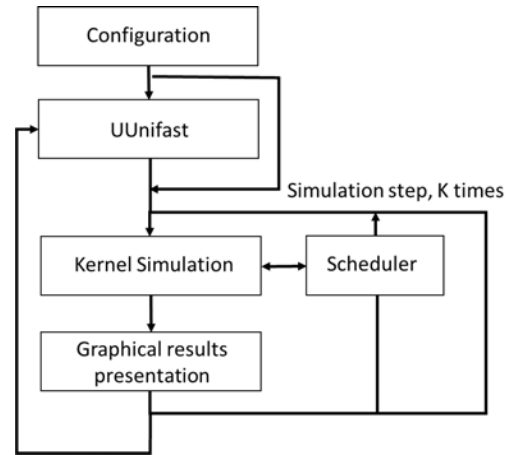 Configuration
UUnifast
Simulation step, K times
Kernel Simulation
Scheduler
Graphical results
presentation